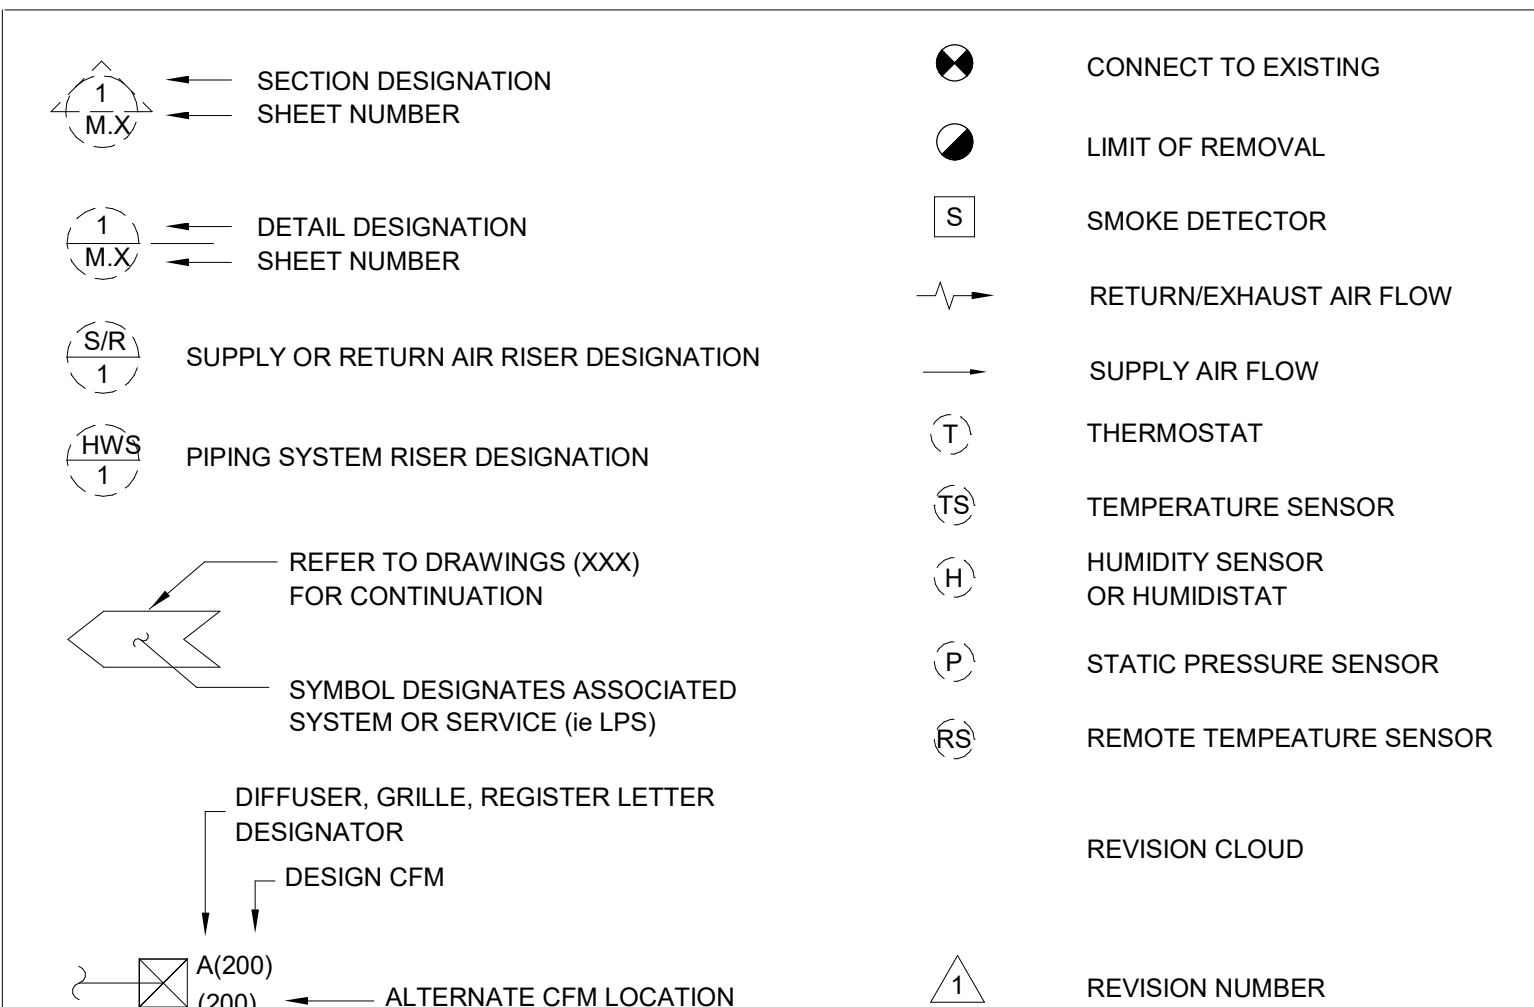 1
M.X
SECTION DESIGNATION
SHEET NUMBER
1
M.X
DETAIL DESIGNATION
SHEET NUMBER
S/R
1
SUPPLY OR RETURN AIR RISER DESIGNATION
HWS
1
PIPING SYSTEM RISER DESIGNATION
REFER TO DRAWINGS (XXX)
FOR CONTINUATION
SYMBOL DESIGNATES ASSOCIATED
SYSTEM OR SERVICE (ie LPS)
DIFFUSER, GRILLE, REGISTER LETTER
DESIGNATOR
DESIGN CFM
A(200)
(200)
ALTERNATE CFM LOCATION
CONNECT TO EXISTING
LIMIT OF REMOVAL
S
SMOKE DETECTOR
RETURN/EXHAUST AIR FLOW
SUPPLY AIR FLOW
T
THERMOSTAT
TS
TEMPERATURE SENSOR
H
HUMIDITY SENSOR
OR HUMIDISTAT
P
STATIC PRESSURE SENSOR
RS
REMOTE TEMPEATURE SENSOR
REVISION CLOUD
1
REVISION NUMBER